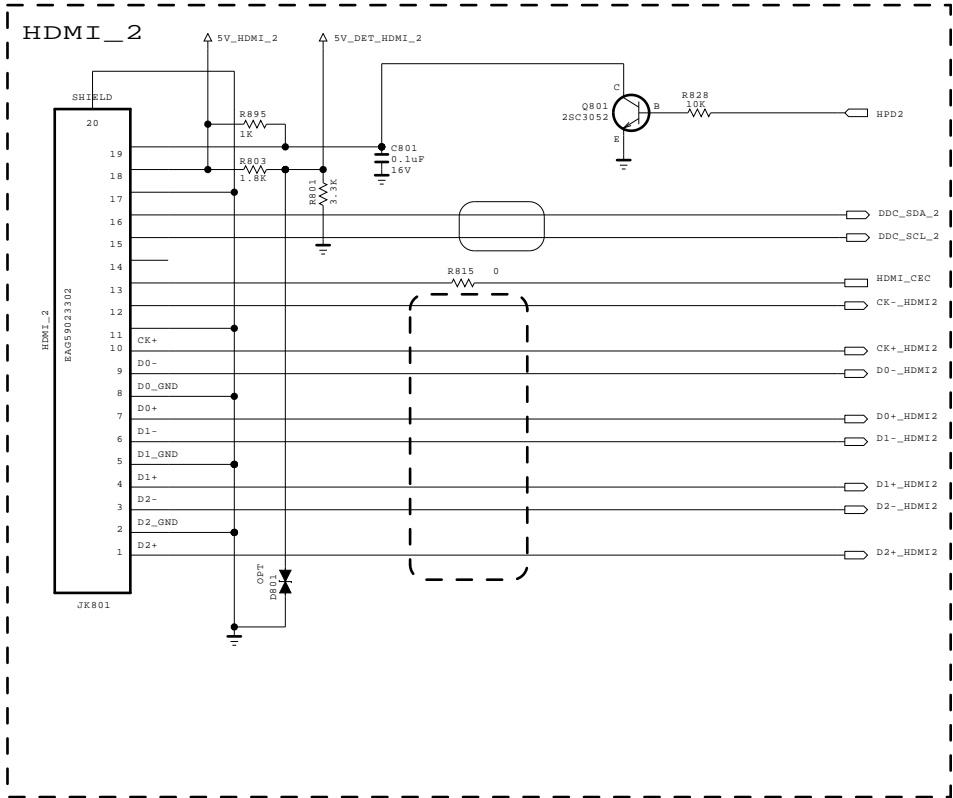 HDMI_2
5V_HDMI_2
5V_DET_HDMI_2
SHIELD
20
R895
1K
C
Q801
2SC3052
B
E
R828
10K
HPD2
19
C801
0.1uF
16V
R803
1.8K
18
R801
3.3K
17
16
DDC_SDA_2
15
DDC_SCL_2
14
R815 0
13
HDMI_CEC
12
CK-_HDMI2
HDMI_2
EAG59023302
11
CK+
10
CK+_HDMI2
D0-
9
D0-_HDMI2
D0_GND
8
D0+
7
D0+_HDMI2
D1-
6
D1-_HDMI2
D1_GND
5
D1+
4
D1+_HDMI2
D2-
3
D2-_HDMI2
D2_GND
2
D2+
1
D2+_HDMI2
OPT
D801
JK801